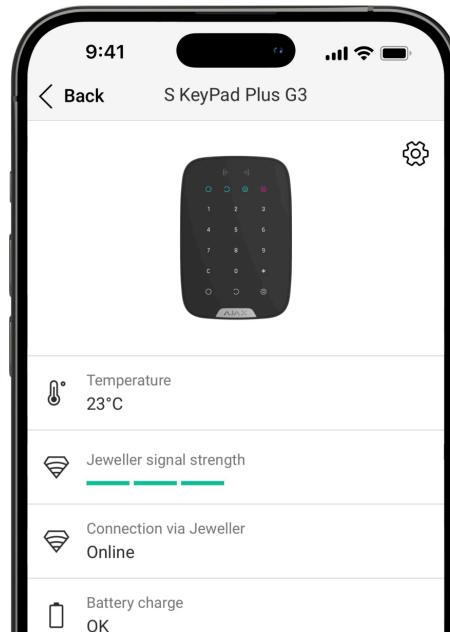 9:41
Back
S KeyPad Plus G3
1 2 3
4 5 6
7 8 9
C 0 *
AJAX
Temperature
23°C
Jeweller signal strength
Connection via Jeweller
Online
Battery charge
OK